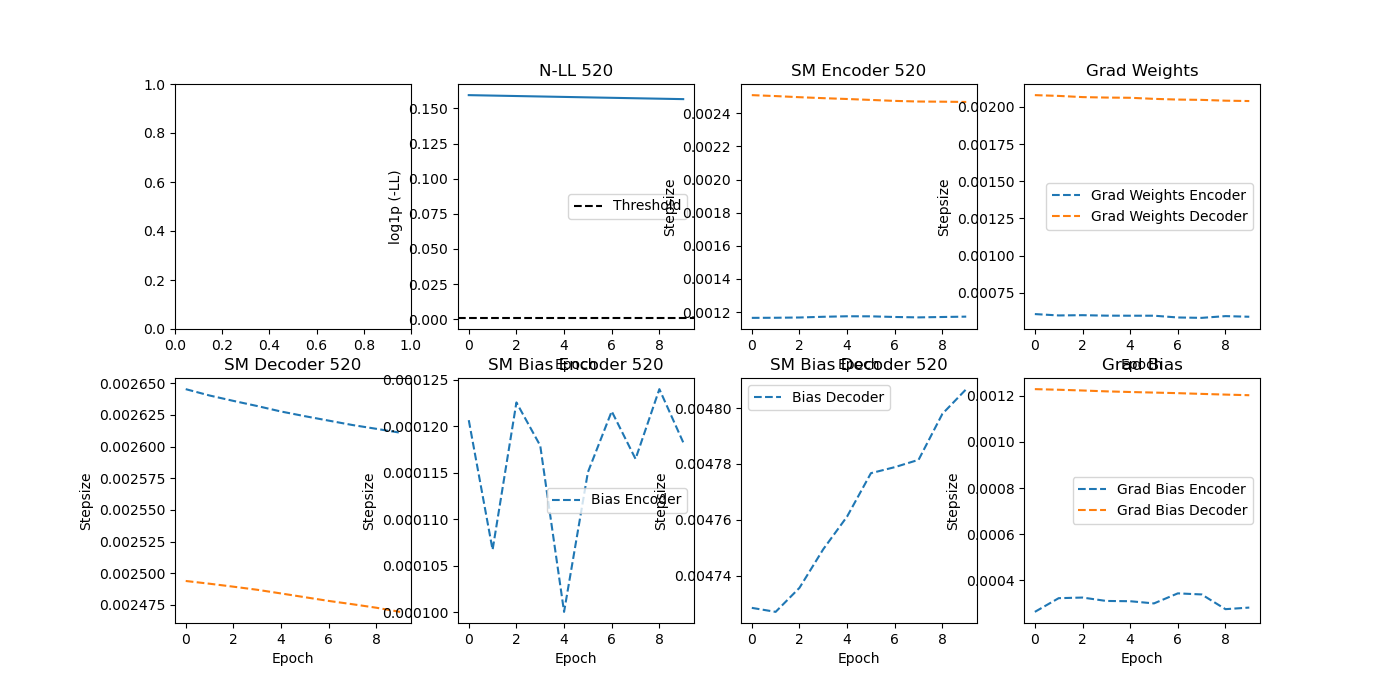 N-LL 520
SM Encoder 520
Grad Weights
1.0
0.8
0.6
0.4
0.2
0.0
0.0 0.2 0.4 0.6 0.8 1.0
log1p (-LL)
0.150
0.125
0.100
0.075
0.050
0.025
0.000
Threshold
0 2 4 6 8
Epoch
Stepsize
0.0024
0.0022
0.0020
0.0018
0.0016
0.0014
0.0012
0 2 4 6 8
Epoch
Stepsize
0.00200
0.00175
0.00150
0.00125
0.00100
0.00075
Grad Weights Encoder
Grad Weights Decoder
0 2 4 6 8
Epoch
SM Decoder 520
SM Bias Encoder 520
SM Bias Decoder 520
Grad Bias
Stepsize
0.002650
0.002625
0.002600
0.002575
0.002550
0.002525
0.002500
0.002475
0 2 4 6 8
Epoch
Stepsize
0.000125
0.000120
0.000115
0.000110
0.000105
0.000100
Bias Encoder
0 2 4 6 8
Epoch
Stepsize
0.00480
0.00478
0.00476
0.00474
Bias Decoder
0 2 4 6 8
Epoch
Stepsize
0.0012
0.0010
0.0008
0.0006
0.0004
Grad Bias Encoder
Grad Bias Decoder
0 2 4 6 8
Epoch